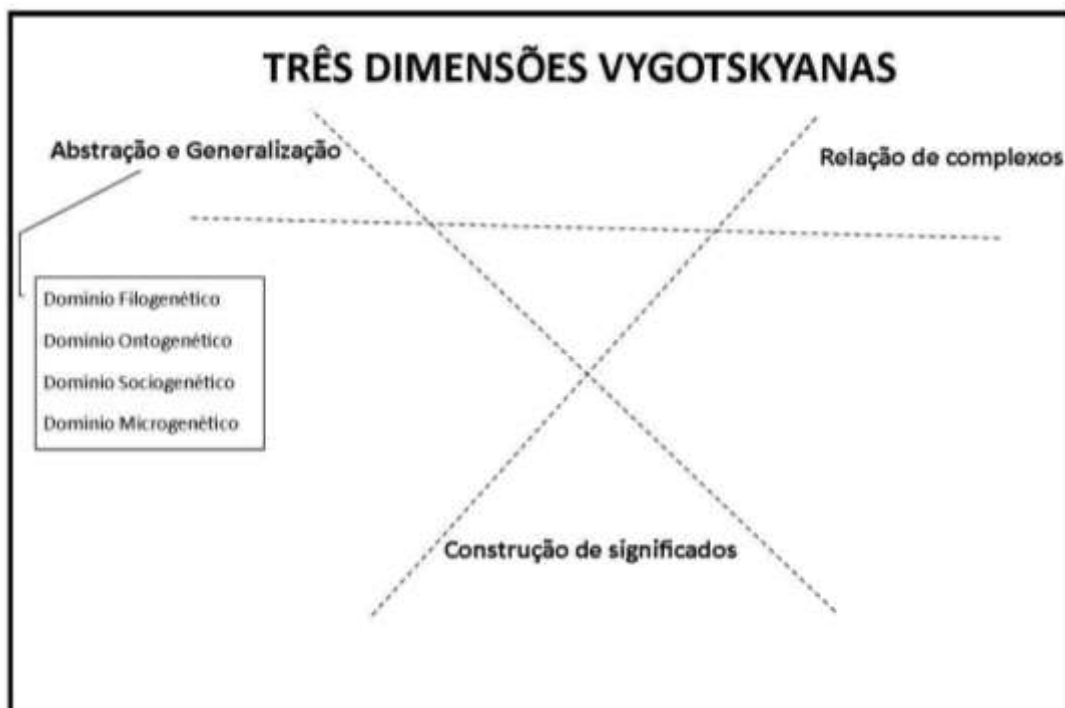 TRÊS DIMENSÕES VYGOTSKYANAS
Abstração e Generalização
Relação de complexos
Domínio Filogenético
Domínio Ontogenético
Domínio Sociogenético
Domínio Microgenético
Construção de significados